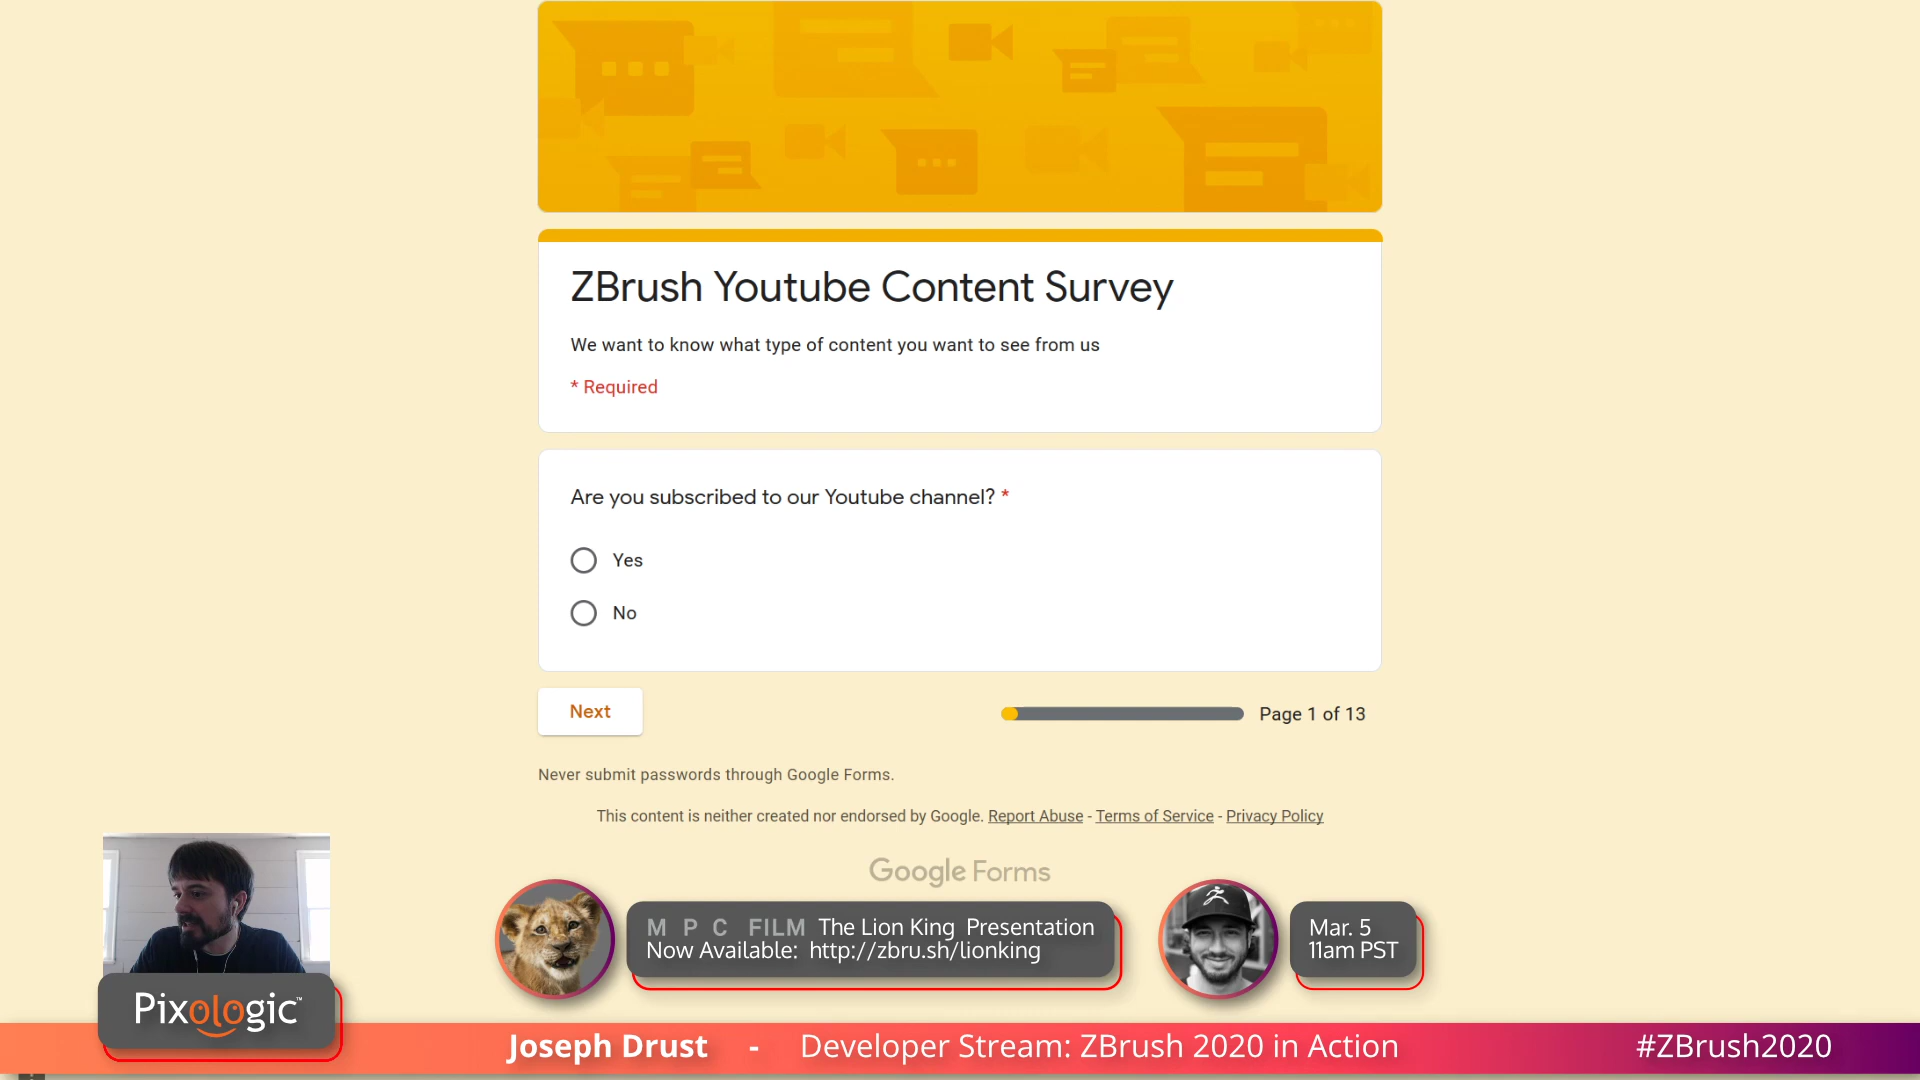 ZBrush Youtube Content Survey
We want to know what type of content you want to see from us
* Required
Are you subscribed to our Youtube channel? *
Yes
No
Next
Page 1 of 13
Never submit passwords through Google Forms.
This content is neither created nor endorsed by Google. Report Abuse - Terms of Service - Privacy Policy
Google Forms
MPC FILM The Lion King Presentation
Now Available: http://zbru.sh/lionking
Mar. 5
11am PST
Pixologic™
Joseph Drust - Developer Stream: ZBrush 2020 in Action
#ZBrush2020